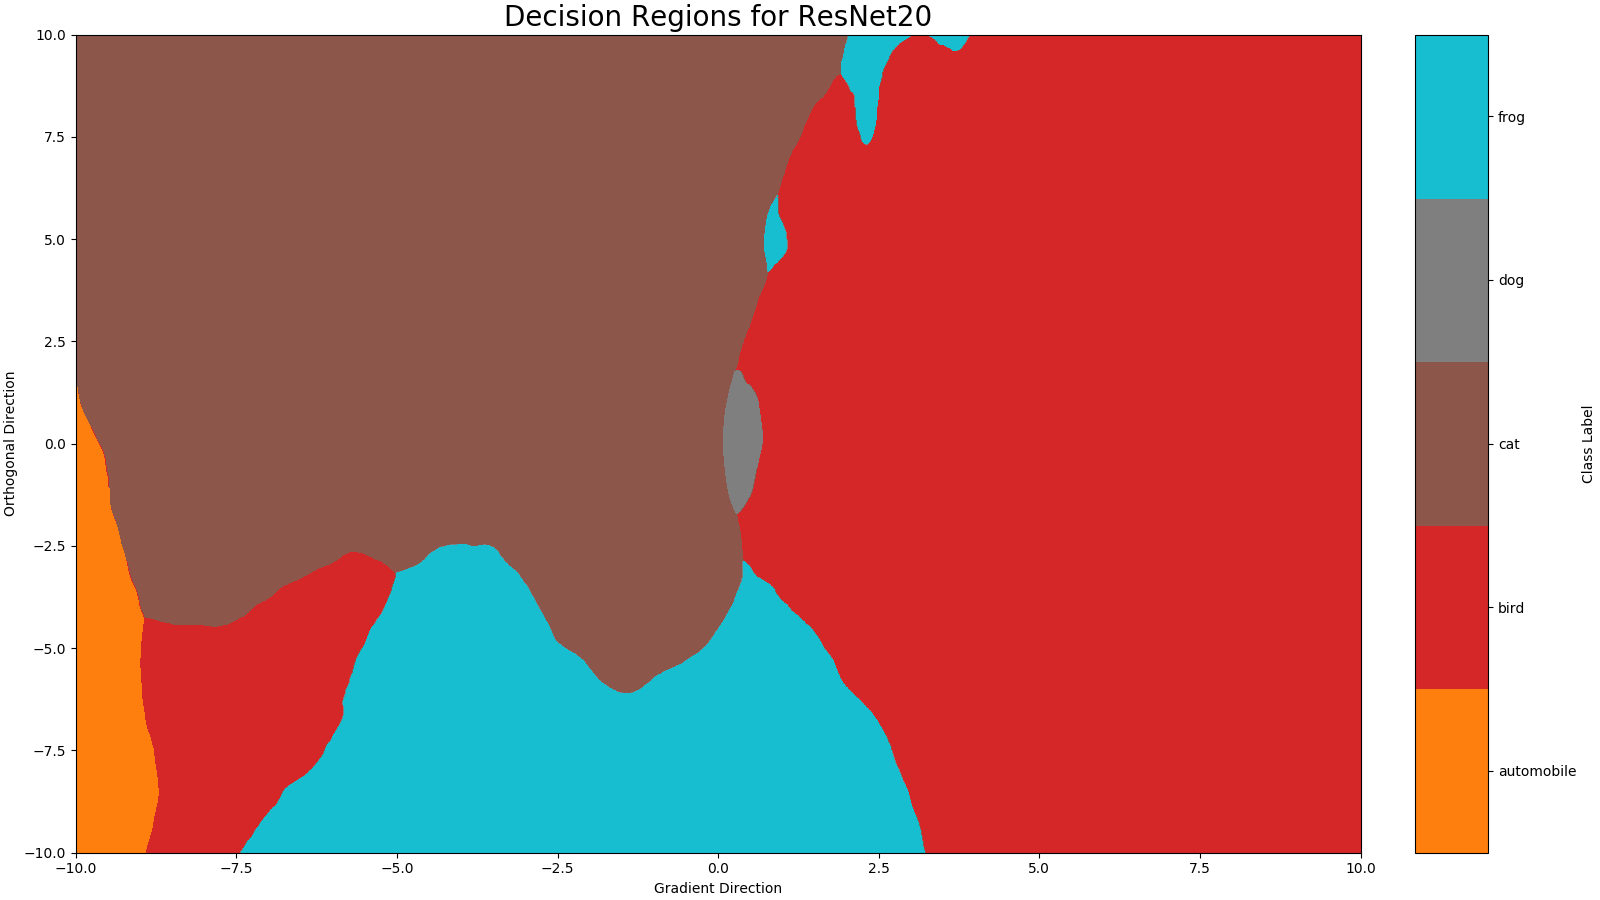 Decision Regions for ResNet20
10.0
7.5
5.0
2.5
0.0
−2.5
−5.0
−7.5
−10.0
Orthogonal Direction
−10.0 −7.5 −5.0 −2.5 0.0 2.5 5.0 7.5 10.0
Gradient Direction
frog
dog
cat
bird
automobile
Class Label